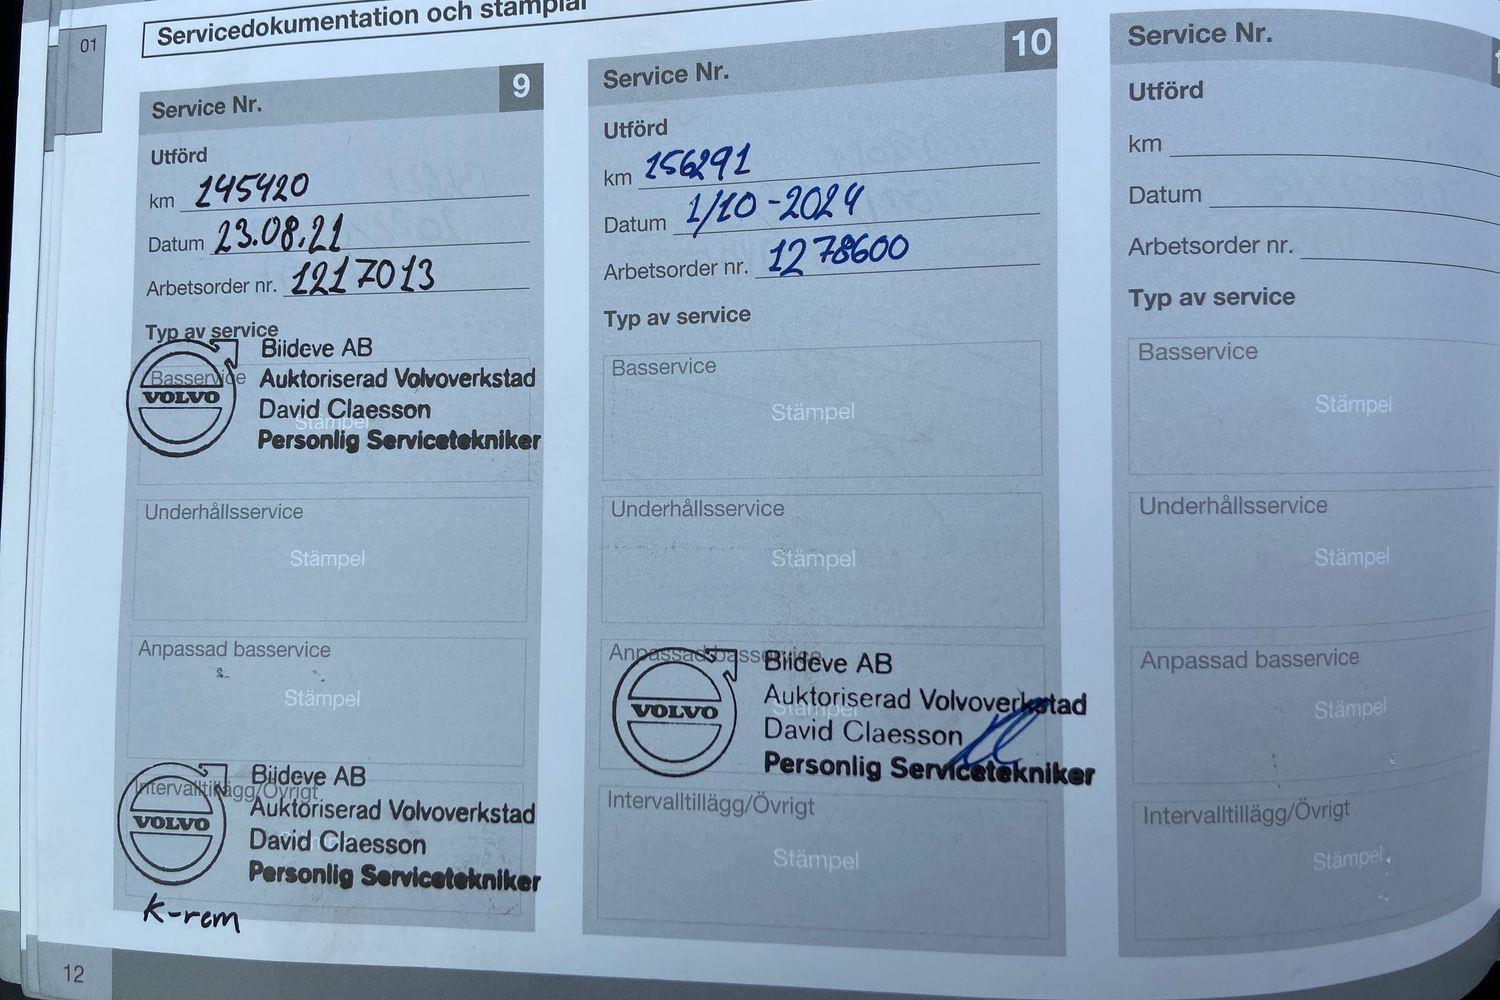 01
Servicedokumentation och stämplar
Service Nr. 9
Utförd
km 145420
Datum 23.08.21
Arbetsorder nr. 1217013
Typ av service
Basservice
Stämpel
VOLVO
Bildeve AB
Auktoriserad Volvoverkstad
David Claesson
Personlig Servicetekniker
Underhållsservice
Stämpel
Anpassad basservice
Stämpel
Intervalltillägg/Övrigt
VOLVO
Bildeve AB
Auktoriserad Volvoverkstad
David Claesson
Personlig Servicetekniker
K-rem
12
Service Nr. 10
Utförd
km 156291
Datum 1/10-2024
Arbetsorder nr. 1278600
Typ av service
Basservice
Stämpel
Underhållsservice
Stämpel
Anpassad basservice
Stämpel
VOLVO
Bildeve AB
Auktoriserad Volvoverkstad
David Claesson
Personlig Servicetekniker
Intervalltillägg/Övrigt
Stämpel
Service Nr.
Utförd
km
Datum
Arbetsorder nr.
Typ av service
Basservice
Stämpel
Underhållsservice
Stämpel
Anpassad basservice
Stämpel
Intervalltillägg/Övrigt
Stämpel